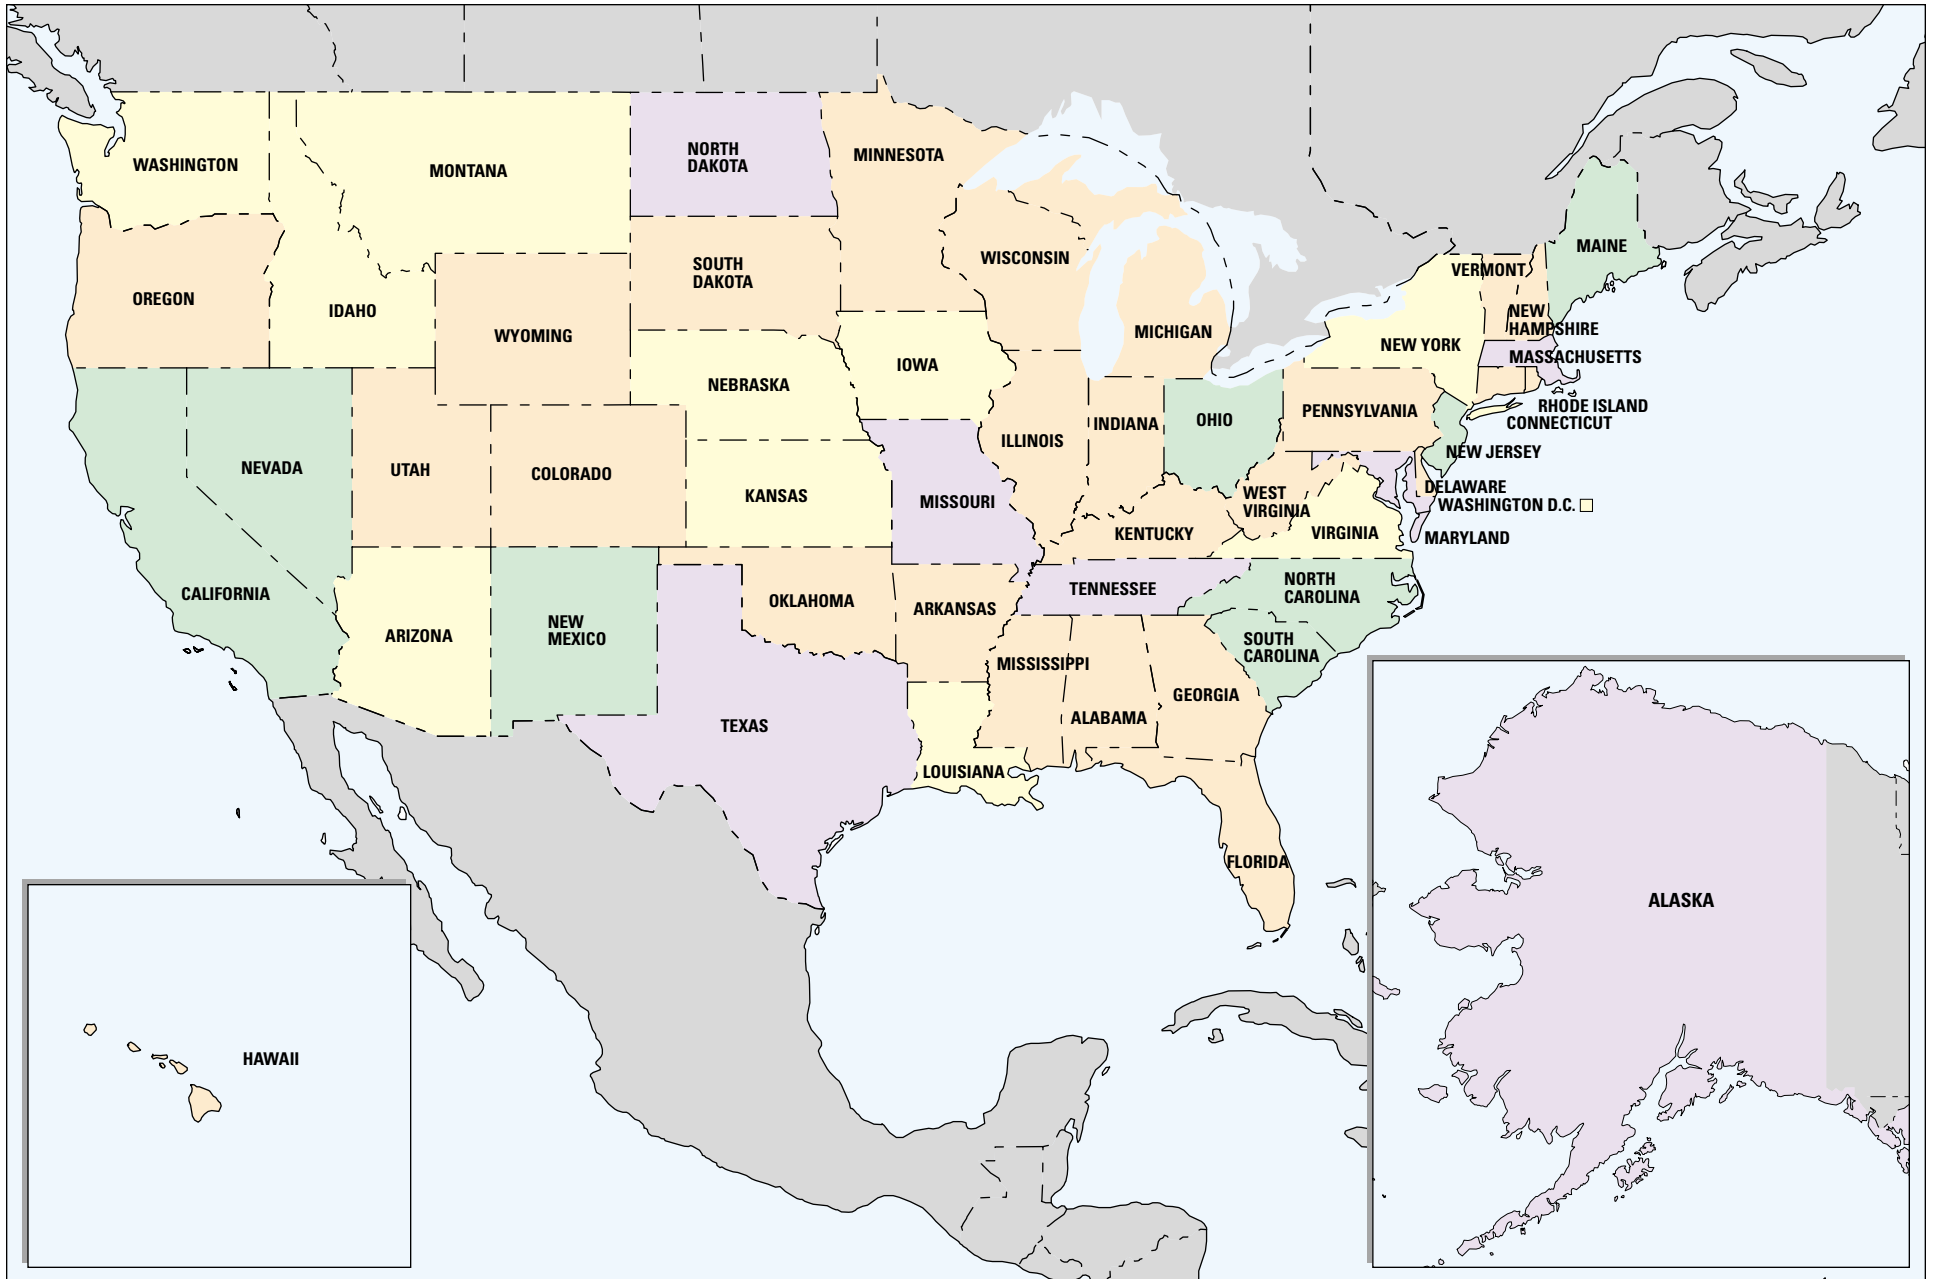 WASHINGTON
MONTANA
NORTH
DAKOTA
MINNESOTA
OREGON
IDAHO
WYOMING
SOUTH
DAKOTA
WISCONSIN
MICHIGAN
VERMONT
MAINE
NEW
HAMPSHIRE
NEW YORK
MASSACHUSETTS
RHODE ISLAND
CONNECTICUT
NEBRASKA
IOWA
NEVADA
UTAH
COLORADO
KANSAS
MISSOURI
ILLINOIS
INDIANA
OHIO
PENNSYLVANIA
NEW JERSEY
DELAWARE
WASHINGTON D.C.
MARYLAND
WEST
VIRGINIA
VIRGINIA
KENTUCKY
CALIFORNIA
ARIZONA
NEW
MEXICO
OKLAHOMA
ARKANSAS
TENNESSEE
NORTH
CAROLINA
SOUTH
CAROLINA
TEXAS
LOUISIANA
MISSISSIPPI
ALABAMA
GEORGIA
FLORIDA
ALASKA
HAWAII